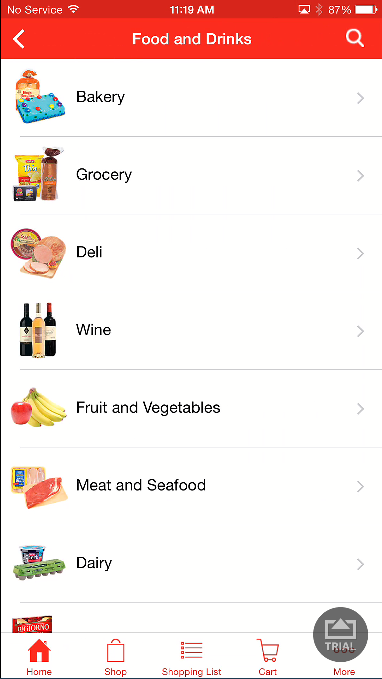 No Service 11:19 AM 87%
Food and Drinks
Bakery
Grocery
Deli
Wine
Fruit and Vegetables
Meat and Seafood
Dairy
DIGIORNO
TRIAL
Home Shop Shopping List Cart More